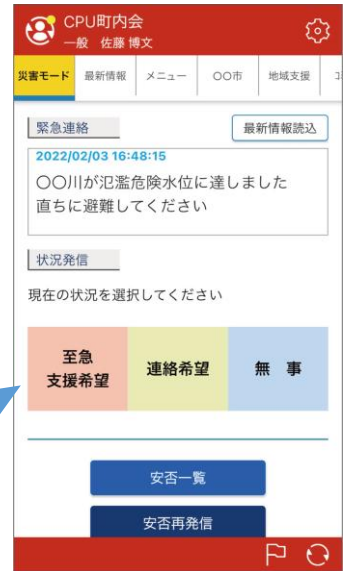 CPU町内会
一般 佐藤 博文
災害モード 最新情報 メニュー 〇〇市 地域支援
緊急連絡 最新情報読込
2022/02/03 16:48:15
〇〇川が氾濫危険水位に達しました
直ちに避難してください
状況発信
現在の状況を選択してください
至急
支援希望
連絡希望
無 事
安否一覧
安否再発信